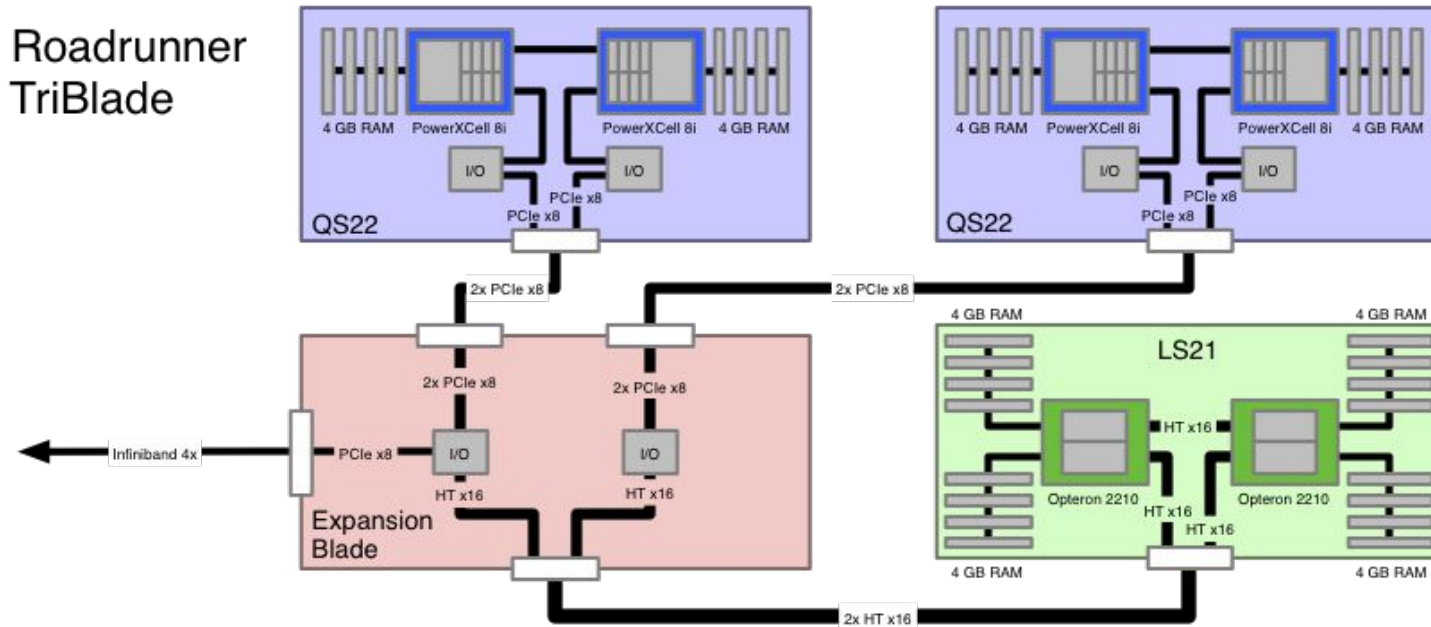 Roadrunner
TriBlade
4 GB RAM
PowerXCell 8i
PowerXCell 8i
4 GB RAM
I/O
I/O
PCIe x8
PCIe x8
QS22
4 GB RAM
PowerXCell 8i
PowerXCell 8i
4 GB RAM
I/O
I/O
PCIe x8
PCIe x8
QS22
2x PCIe x8
2x PCIe x8
2x PCIe x8
2x PCIe x8
Infiniband 4x
PCIe x8
I/O
I/O
HT x16
HT x16
Expansion
Blade
4 GB RAM
4 GB RAM
LS21
HT x16
Opteron 2210
Opteron 2210
HT x16
HT x16
4 GB RAM
4 GB RAM
2x HT x16